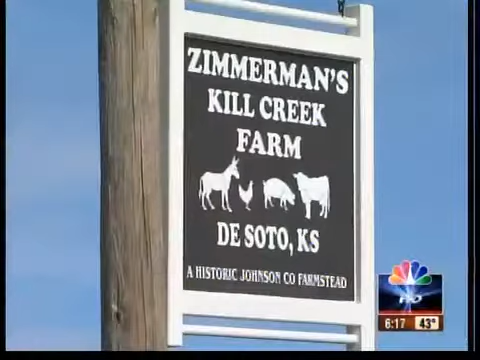 ZIMMERMAN'S
KILL CREEK
FARM
DE SOTO, KS
A HISTORIC JOHNSON CO FARMSTEAD
HD
6:17 43°